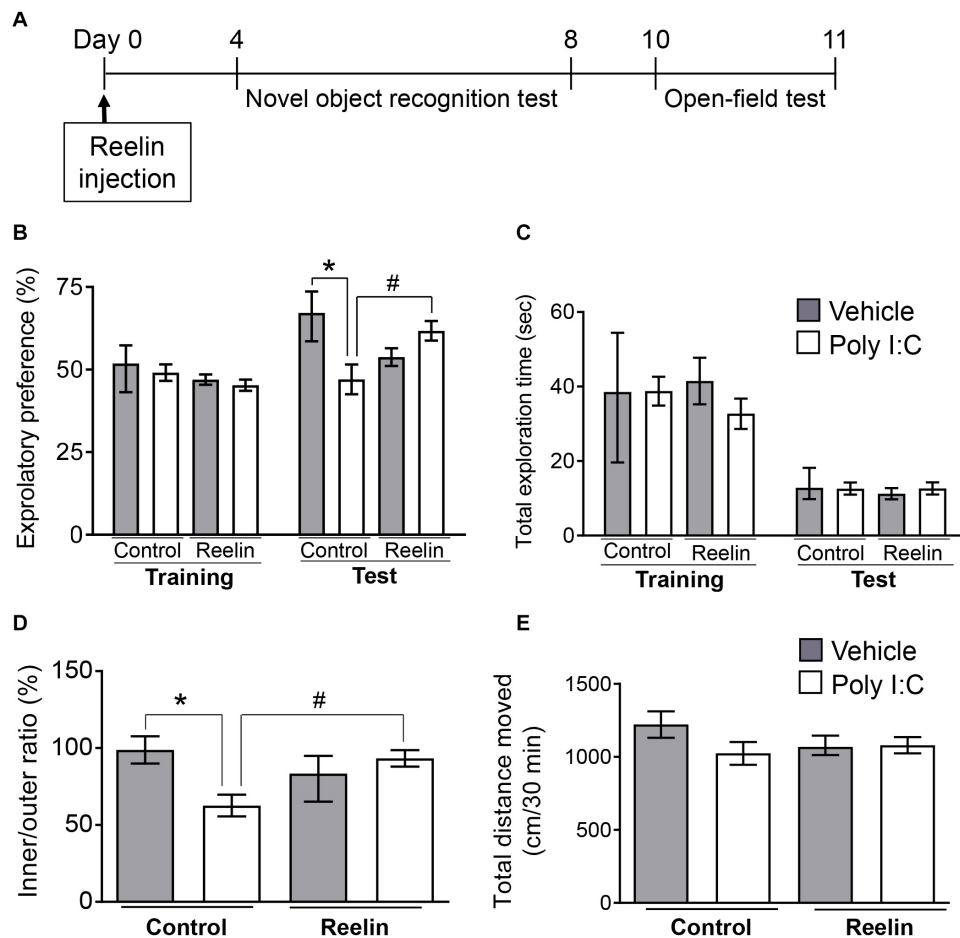 A
Day 0 4 8 10 11
Novel object recognition test Open-field test
Reelin
injection
B
Exprolatory preference (%)
75
50
25
0
*
#
Control Reelin Control Reelin
Training Test
C
Total exploration time (sec)
60
40
20
0
Vehicle
Poly I:C
Control Reelin Control Reelin
Training Test
D
Inner/outer ratio (%)
150
100
50
0
*
#
Control Reelin
E
Total distance moved
(cm/30 min)
1500
1000
500
0
Vehicle
Poly I:C
Control Reelin